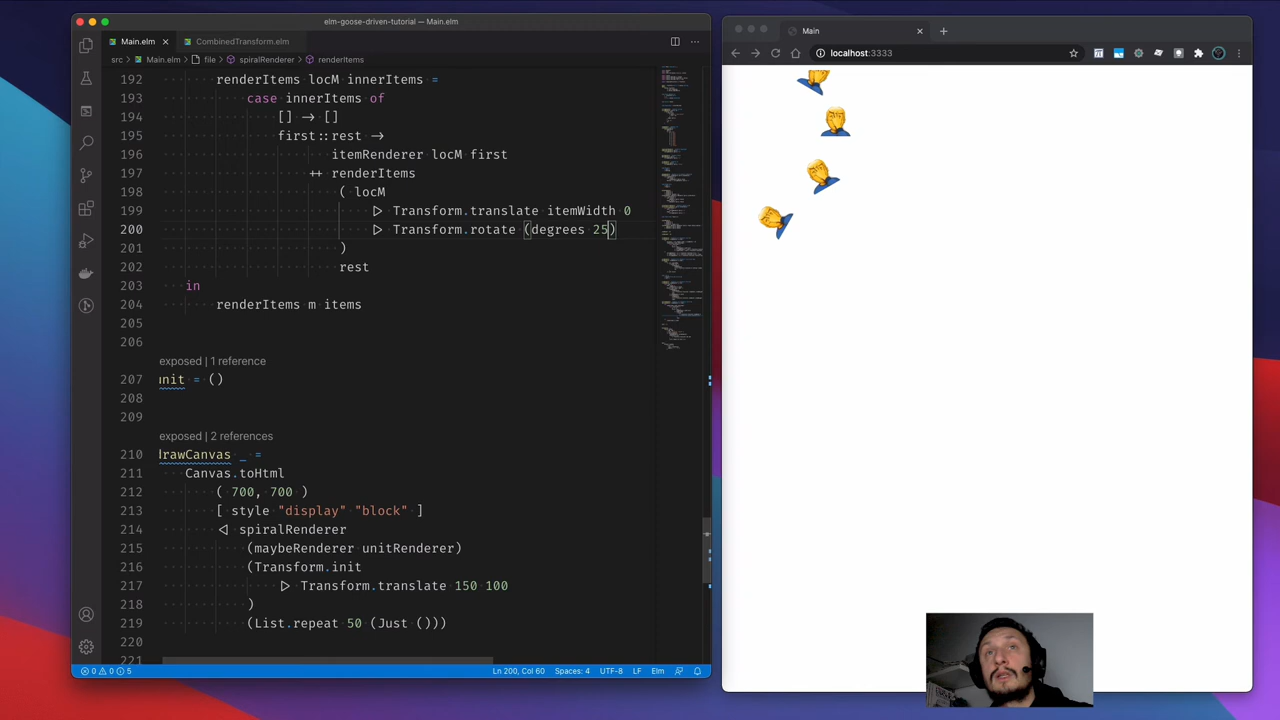 elm-goose-driven-tutorial — Main.elm
Main.elm
CombinedTransform.elm
src > Main.elm > file > spiralRenderer > renderItems
192 renderItems locM innerItems =
193 case innerItems of
194 [] -> []
195 first::rest ->
196 itemRenderer locM first
197 ++ renderItems
198 ( locM
199 |> Transform.translate itemWidth 0
200 |> Transform.rotate (degrees 25)
201 )
202 rest
203 in
204 renderItems m items
205
206
exposed | 1 reference
207 init = ()
208
209
exposed | 2 references
210 drawCanvas _ =
211 Canvas.toHtml
212 ( 700, 700 )
213 [ style "display" "block" ]
214 <| spiralRenderer
215 (maybeRenderer unitRenderer)
216 (Transform.init
217 |> Transform.translate 150 100
218 )
219 (List.repeat 50 (Just ()))
220
221
0 0 5
Ln 200, Col 60 Spaces: 4 UTF-8 LF Elm
Main
localhost:3333